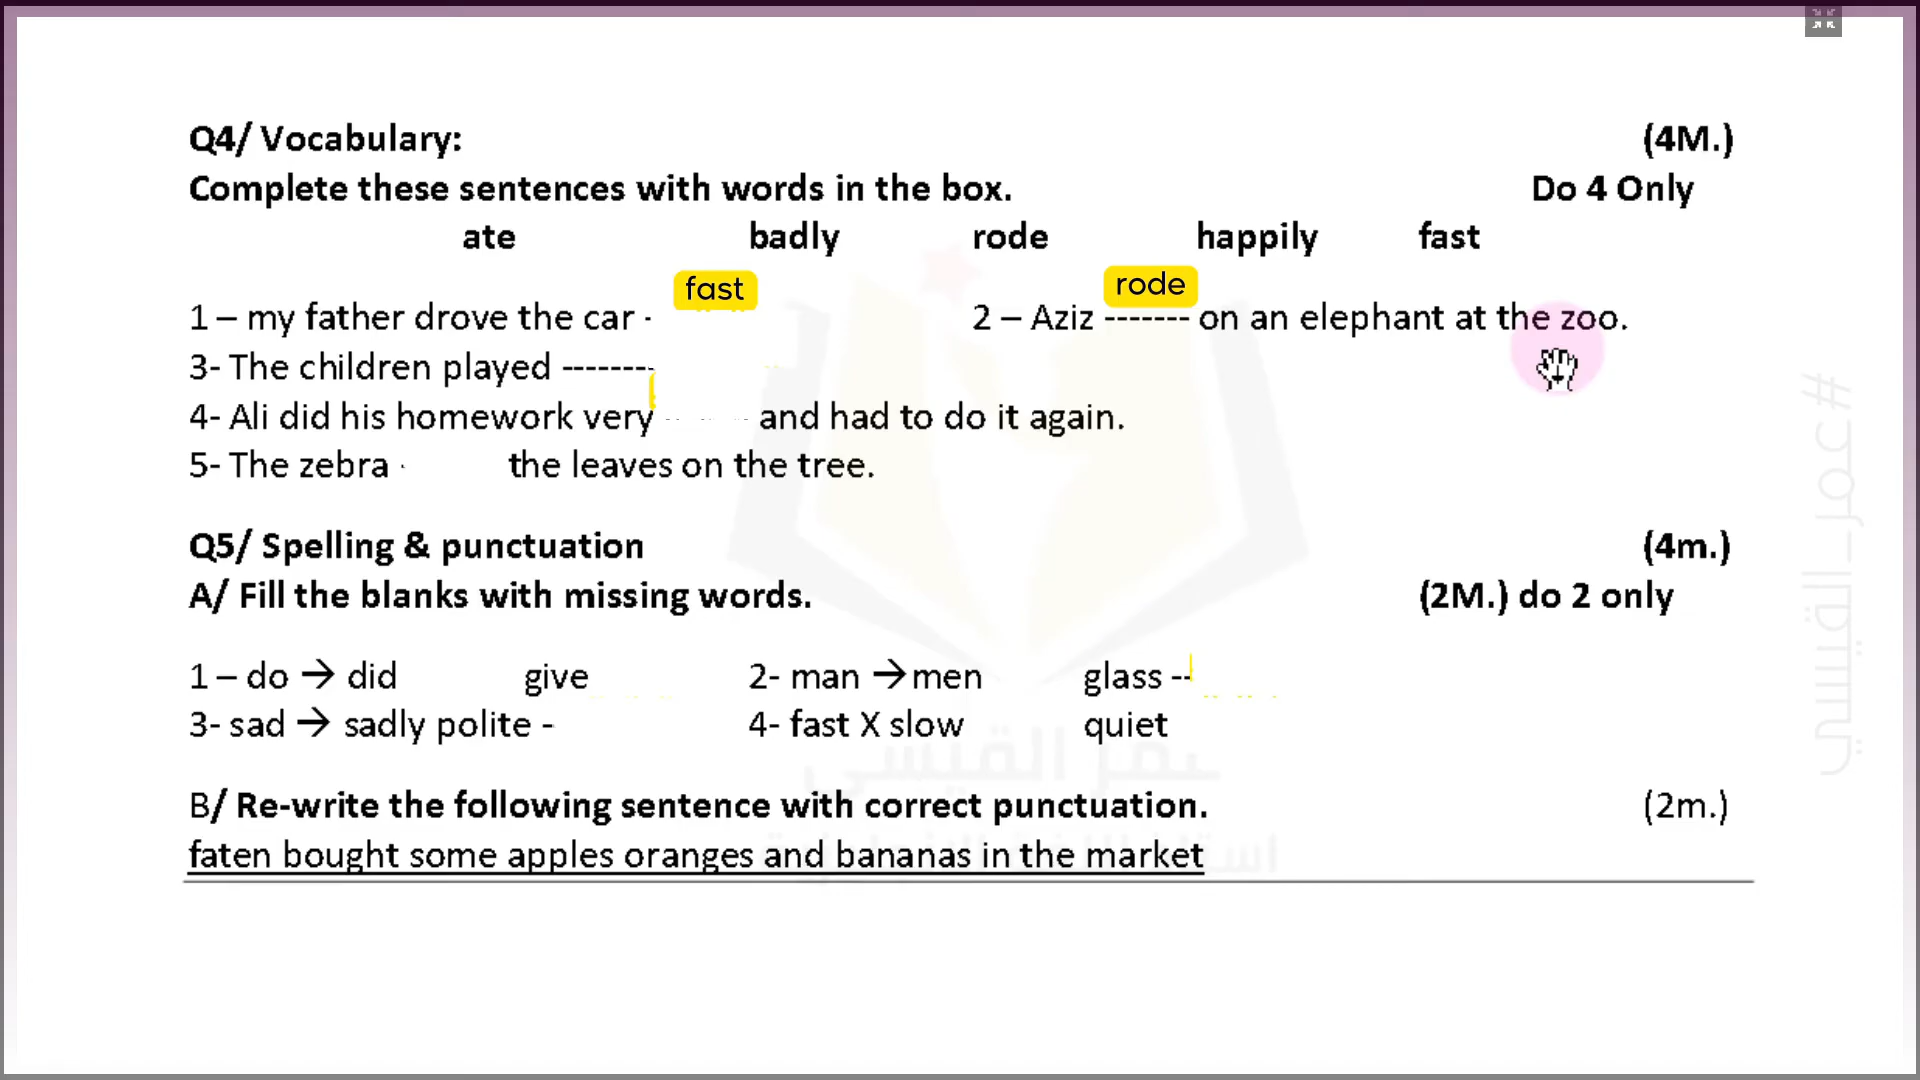 Q4/ Vocabulary: (4M.)
Complete these sentences with words in the box. Do 4 Only
ate badly rode happily fast
fast rode
1 – my father drove the car - 2 – Aziz ------- on an elephant at the zoo.
3- The children played --------
4- Ali did his homework very ------ and had to do it again.
5- The zebra - the leaves on the tree.
Q5/ Spelling & punctuation (4m.)
A/ Fill the blanks with missing words. (2M.) do 2 only
1 – do → did give 2- man → men glass --
3- sad → sadly polite - 4- fast X slow quiet
B/ Re-write the following sentence with correct punctuation. (2m.)
faten bought some apples oranges and bananas in the market
#عمر_القيسي
عمر القيسي